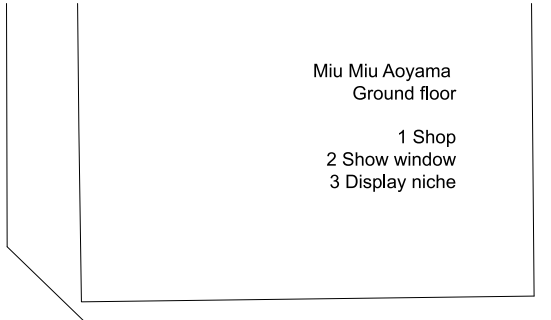 Miu Miu Aoyama
Ground floor
1 Shop
2 Show window
3 Display niche